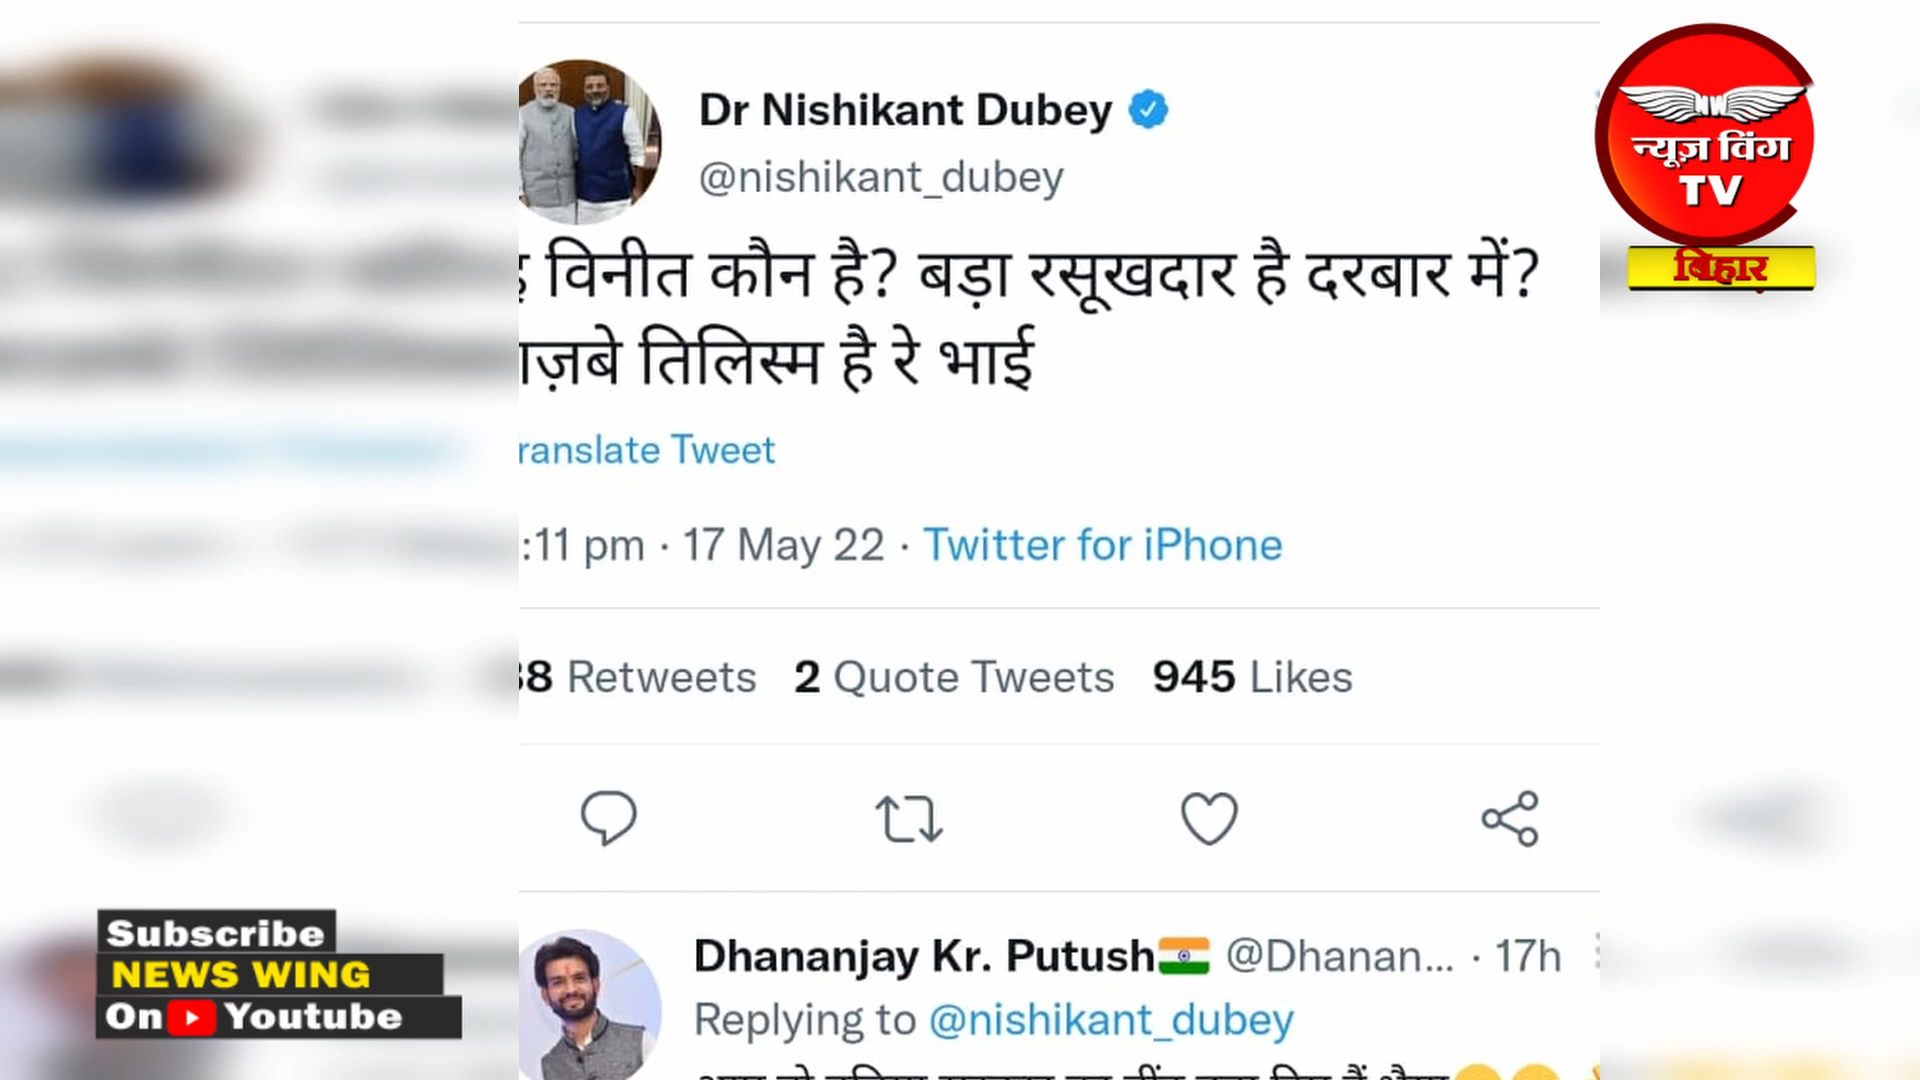 Dr Nishikant Dubey
@nishikant_dubey
विनीत कौन है? बड़ा रसूखदार है दरबार में?
तिलिस्म है रे भाई
ranslate Tweet
:11 pm · 17 May 22 · Twitter for iPhone
8 Retweets 2 Quote Tweets 945 Likes
Dhananjay Kr. Putush @Dhanan... · 17h
Replying to @nishikant_dubey
NW
न्यूज़ विंग
TV
बिहार
Subscribe
NEWS WING
On Youtube